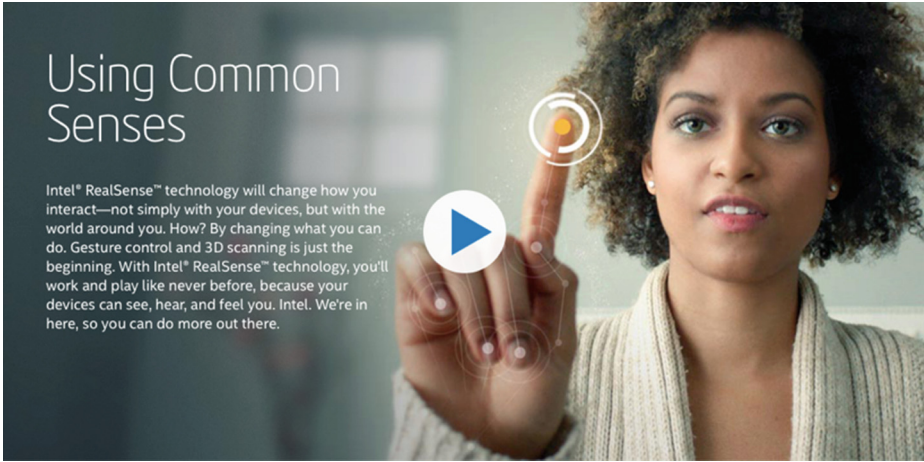 Using Common
Senses
Intel® RealSense™ technology will change how you
interact—not simply with your devices, but with the
world around you. How? By changing what you can
do. Gesture control and 3D scanning is just the
beginning. With Intel® RealSense™ technology, you'll
work and play like never before, because your
devices can see, hear, and feel you. Intel. We're in
here, so you can do more out there.